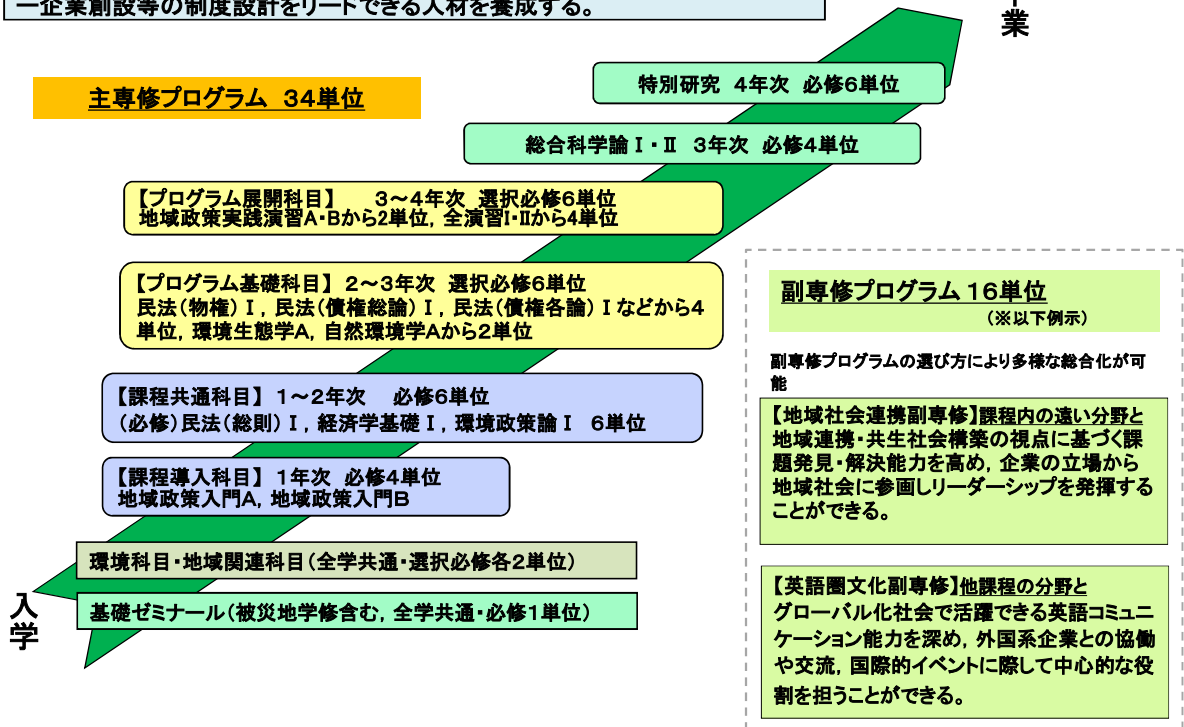 ー企業創設等の制度設計をリードできる人材を養成する。
業
主専修プログラム　34単位
特別研究　4年次　必修6単位
総合科学論Ⅰ・Ⅱ　3年次　必修4単位
【プログラム展開科目】　　3～4年次　選択必修6単位
地域政策実践演習A・Bから2単位，全演習Ⅰ・Ⅱから4単位
【プログラム基礎科目】　2～3年次　選択必修6単位
民法（物権）Ⅰ，民法（債権総論）Ⅰ，民法（債権各論）Ⅰなどから4
単位，環境生態学A，自然環境学Aから2単位
【課程共通科目】　1～2年次　　必修6単位
（必修）民法（総則）Ⅰ，経済学基礎Ⅰ，環境政策論Ⅰ　6単位
【課程導入科目】　1年次　必修4単位
地域政策入門A，地域政策入門B
環境科目・地域関連科目（全学共通・選択必修各2単位）
基礎ゼミナール（被災地学修含む，全学共通・必修1単位）
入
学
副専修プログラム 16単位
（※以下例示）
副専修プログラムの選び方により多様な総合化が可
能
【地域社会連携副専修】課程内の遠い分野と
地域連携・共生社会構築の視点に基づく課
題発見・解決能力を高め，企業の立場から
地域社会に参画しリーダーシップを発揮する
ことができる。
【英語圏文化副専修】他課程の分野と
グローバル化社会で活躍できる英語コミュニ
ケーション能力を深め，外国系企業との協働
や交流，国際的イベントに際して中心的な役
割を担うことができる。